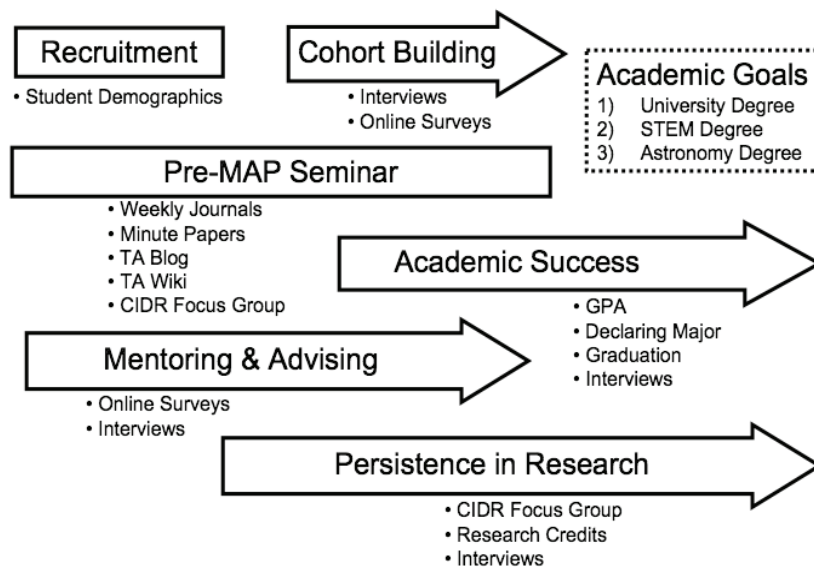 Recruitment
• Student Demographics
Cohort Building
• Interviews
• Online Surveys
Academic Goals
1) University Degree
2) STEM Degree
3) Astronomy Degree
Pre-MAP Seminar
• Weekly Journals
• Minute Papers
• TA Blog
• TA Wiki
• CIDR Focus Group
Academic Success
• GPA
• Declaring Major
• Graduation
• Interviews
Mentoring & Advising
• Online Surveys
• Interviews
Persistence in Research
• CIDR Focus Group
• Research Credits
• Interviews